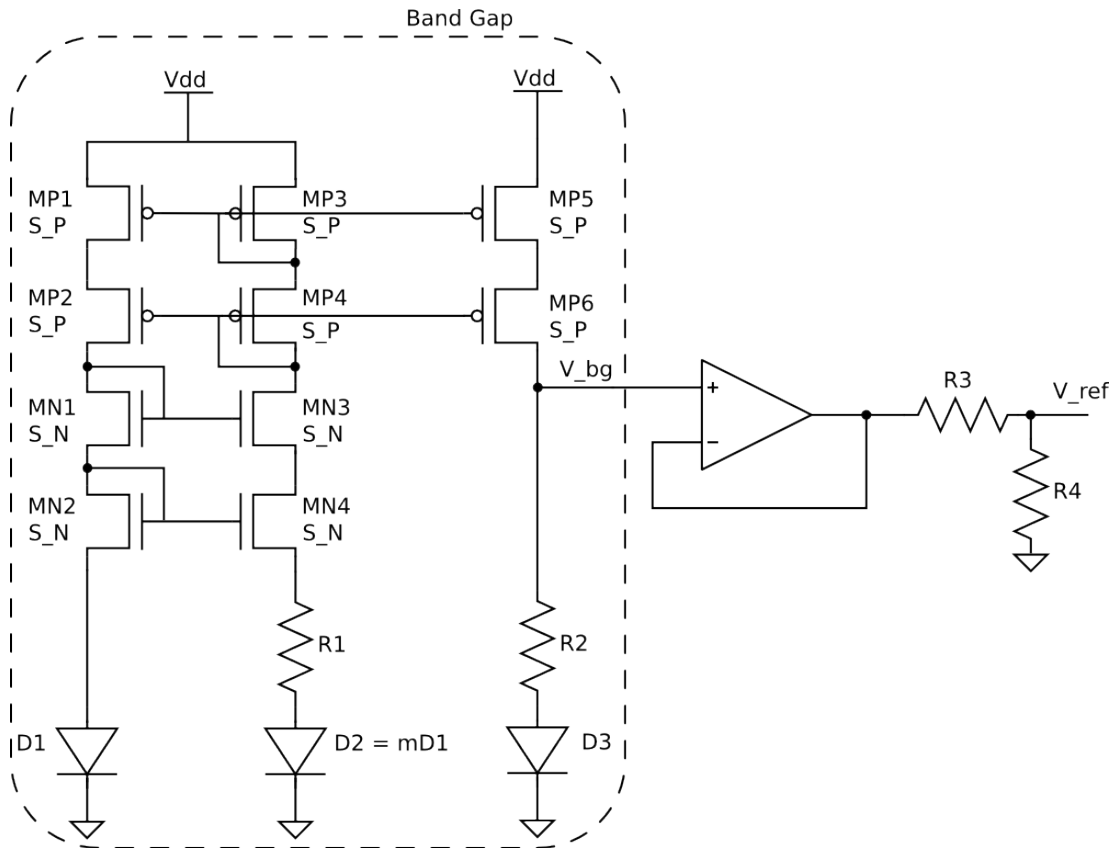 Band Gap
Vdd
Vdd
MP1
S_P
MP3
S_P
MP5
S_P
MP2
S_P
MP4
S_P
MP6
S_P
V_bg
+
−
R3
V_ref
R4
MN1
S_N
MN3
S_N
MN2
S_N
MN4
S_N
R1
R2
D1
D2 = mD1
D3